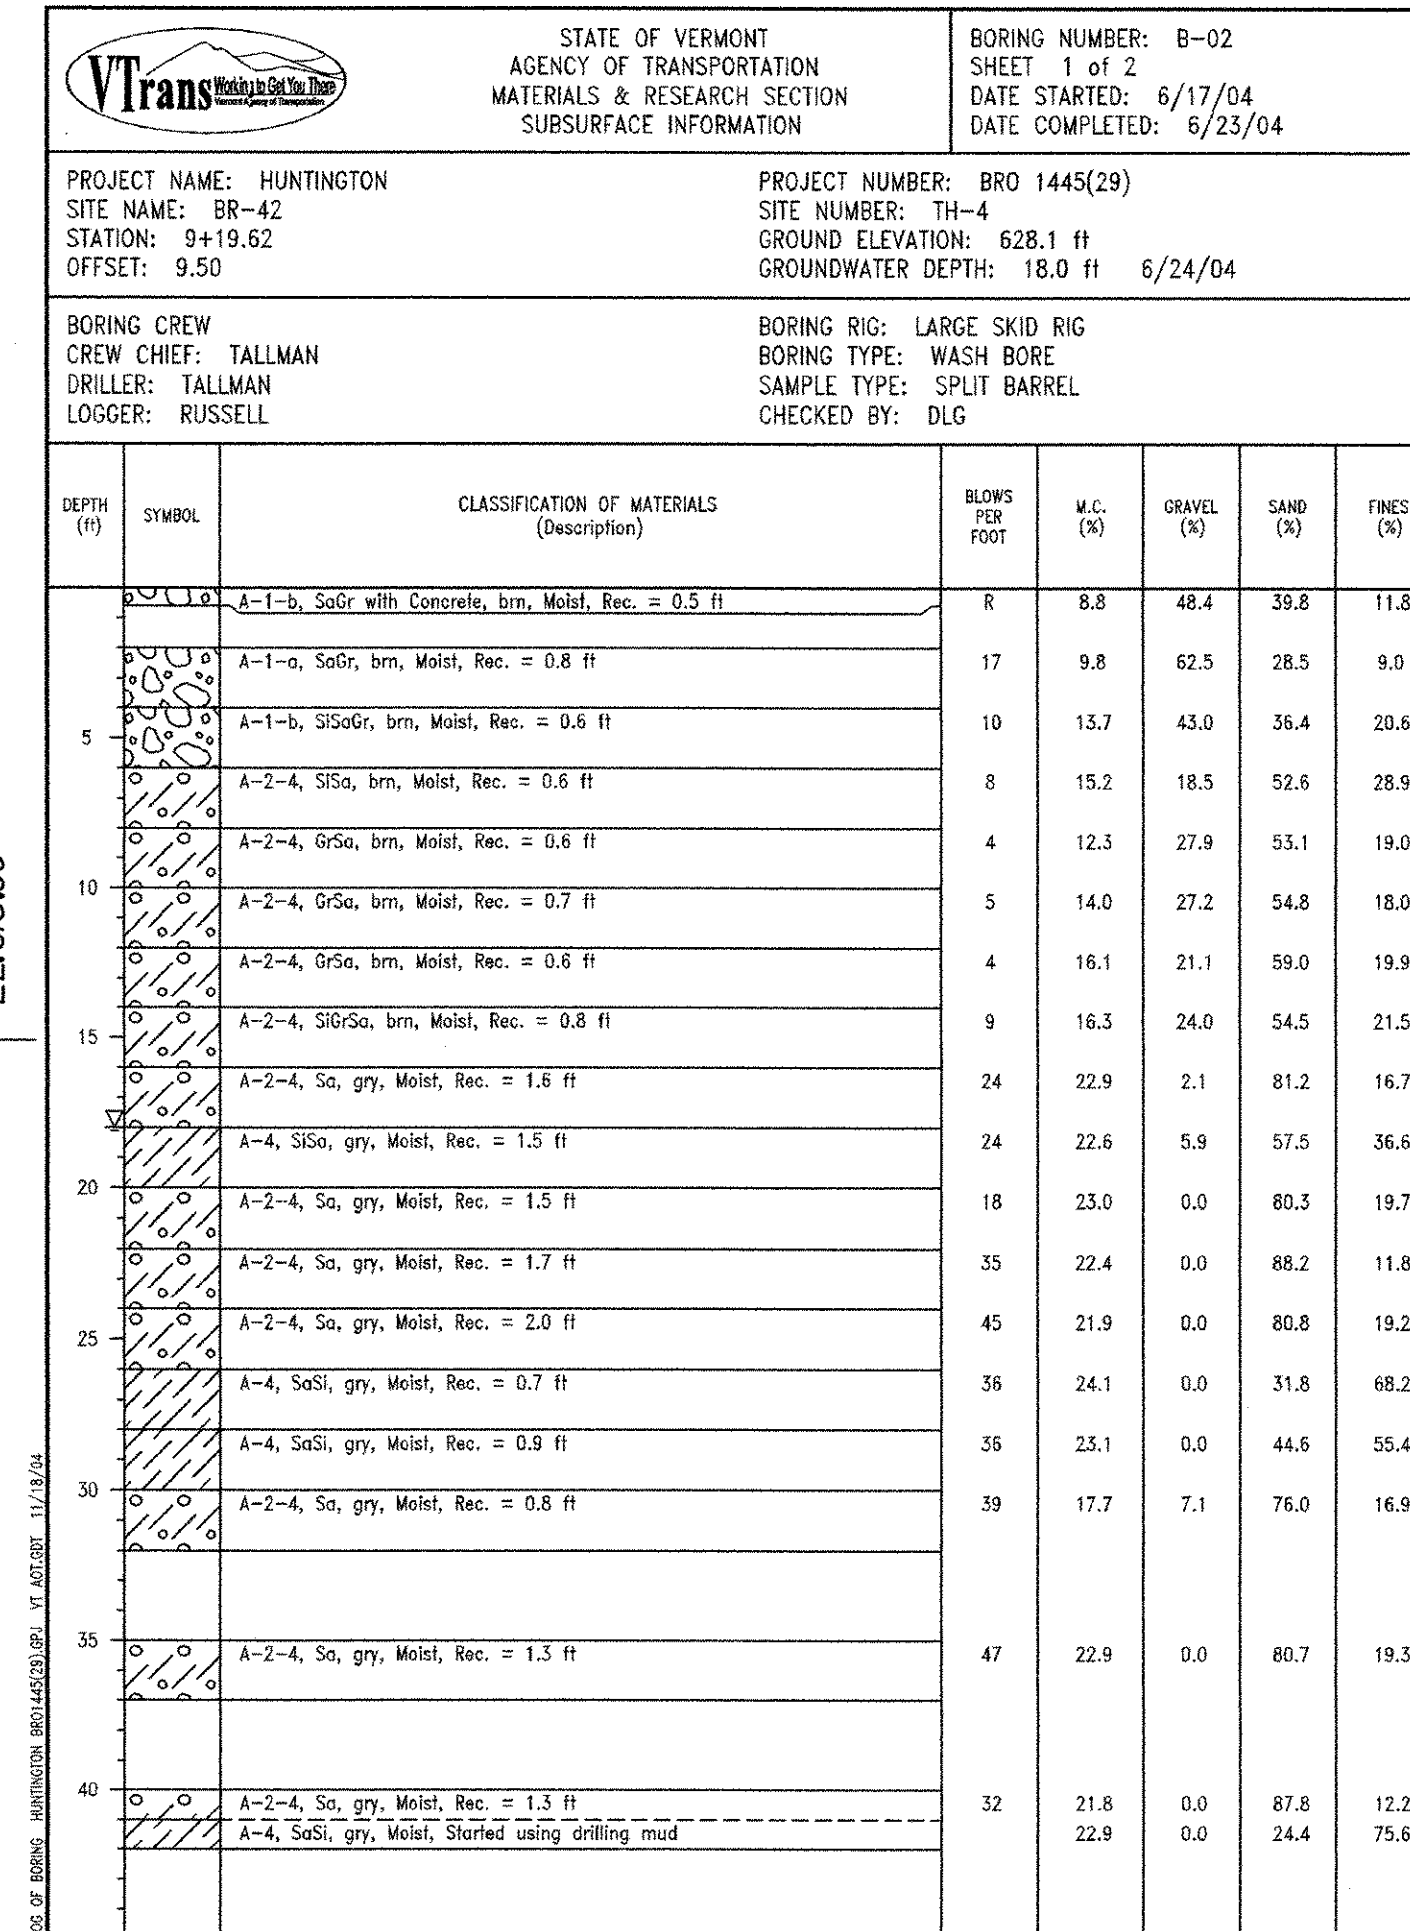 VTrans Working to Get You There
Vermont Agency of Transportation
STATE OF VERMONT
AGENCY OF TRANSPORTATION
MATERIALS & RESEARCH SECTION
SUBSURFACE INFORMATION
BORING NUMBER: B-02
SHEET 1 of 2
DATE STARTED: 6/17/04
DATE COMPLETED: 6/23/04
PROJECT NAME: HUNTINGTON
SITE NAME: BR-42
STATION: 9+19.62
OFFSET: 9.50
PROJECT NUMBER: BRO 1445(29)
SITE NUMBER: TH-4
GROUND ELEVATION: 628.1 ft
GROUNDWATER DEPTH: 18.0 ft 6/24/04
BORING CREW
CREW CHIEF: TALLMAN
DRILLER: TALLMAN
LOGGER: RUSSELL
BORING RIG: LARGE SKID RIG
BORING TYPE: WASH BORE
SAMPLE TYPE: SPLIT BARREL
CHECKED BY: DLG
DEPTH (ft) SYMBOL CLASSIFICATION OF MATERIALS (Description) BLOWS PER FOOT M.C. (%) GRAVEL (%) SAND (%) FINES (%)
A-1-b, SaGr with Concrete, brn, Moist, Rec. = 0.5 ft R 8.8 48.4 39.8 11.8
A-1-a, SaGr, brn, Moist, Rec. = 0.8 ft 17 9.8 62.5 28.5 9.0
5 A-1-b, SiSaGr, brn, Moist, Rec. = 0.6 ft 10 13.7 43.0 36.4 20.6
A-2-4, SiSa, brn, Moist, Rec. = 0.6 ft 8 15.2 18.5 52.6 28.9
A-2-4, GrSa, brn, Moist, Rec. = 0.6 ft 4 12.3 27.9 53.1 19.0
10 A-2-4, GrSa, brn, Moist, Rec. = 0.7 ft 5 14.0 27.2 54.8 18.0
A-2-4, GrSa, brn, Moist, Rec. = 0.6 ft 4 16.1 21.1 59.0 19.9
15 A-2-4, SiGrSa, brn, Moist, Rec. = 0.8 ft 9 16.3 24.0 54.5 21.5
A-2-4, Sa, gry, Moist, Rec. = 1.6 ft 24 22.9 2.1 81.2 16.7
A-4, SiSa, gry, Moist, Rec. = 1.5 ft 24 22.6 5.9 57.5 36.6
20 A-2-4, Sa, gry, Moist, Rec. = 1.5 ft 18 23.0 0.0 80.3 19.7
A-2-4, Sa, gry, Moist, Rec. = 1.7 ft 35 22.4 0.0 88.2 11.8
25 A-2-4, Sa, gry, Moist, Rec. = 2.0 ft 45 21.9 0.0 80.8 19.2
A-4, SaSi, gry, Moist, Rec. = 0.7 ft 36 24.1 0.0 31.8 68.2
A-4, SaSi, gry, Moist, Rec. = 0.9 ft 36 23.1 0.0 44.6 55.4
30 A-2-4, Sa, gry, Moist, Rec. = 0.8 ft 39 17.7 7.1 76.0 16.9
35 A-2-4, Sa, gry, Moist, Rec. = 1.3 ft 47 22.9 0.0 80.7 19.3
40 A-2-4, Sa, gry, Moist, Rec. = 1.3 ft 32 21.8 0.0 87.8 12.2
A-4, SaSi, gry, Moist, Started using drilling mud 22.9 0.0 24.4 75.6
OG OF BORING HUNTINGTON BRO1445(29).GPJ VT AOT.GDT 11/18/04